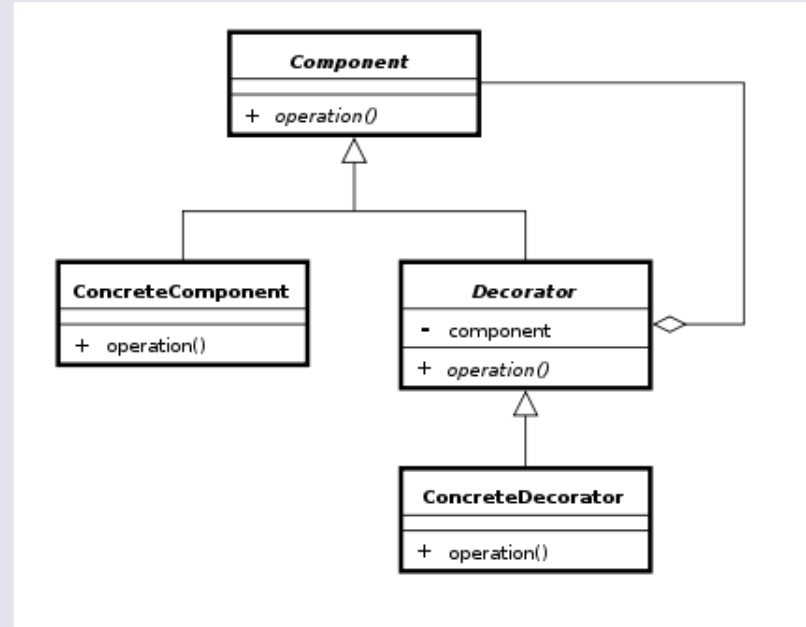 Component
+ operation()
ConcreteComponent
+ operation()
Decorator
- component
+ operation()
ConcreteDecorator
+ operation()